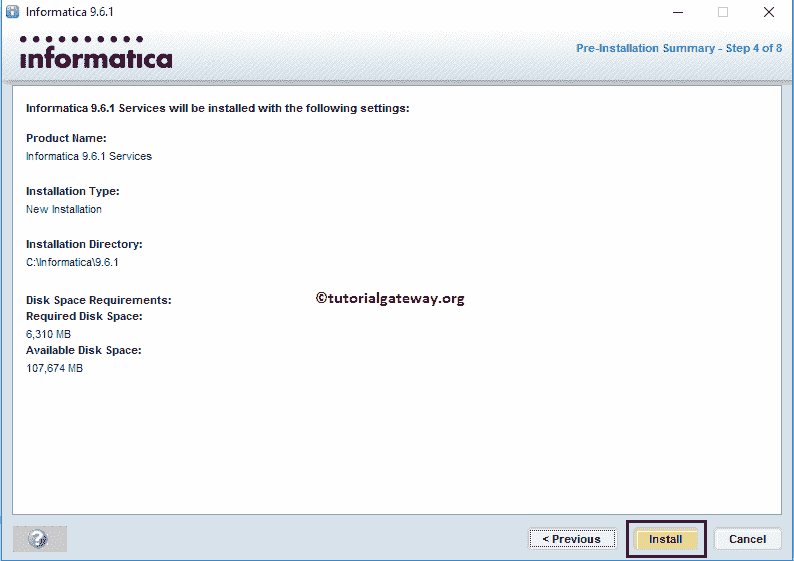 Informatica 9.6.1
informatica
Pre-Installation Summary - Step 4 of 8
Informatica 9.6.1 Services will be installed with the following settings:
Product Name:
Informatica 9.6.1 Services
Installation Type:
New Installation
Installation Directory:
C:\Informatica\9.6.1
©tutorialgateway.org
Disk Space Requirements:
Required Disk Space:
6,310 MB
Available Disk Space:
107,674 MB
?
< Previous
Install
Cancel